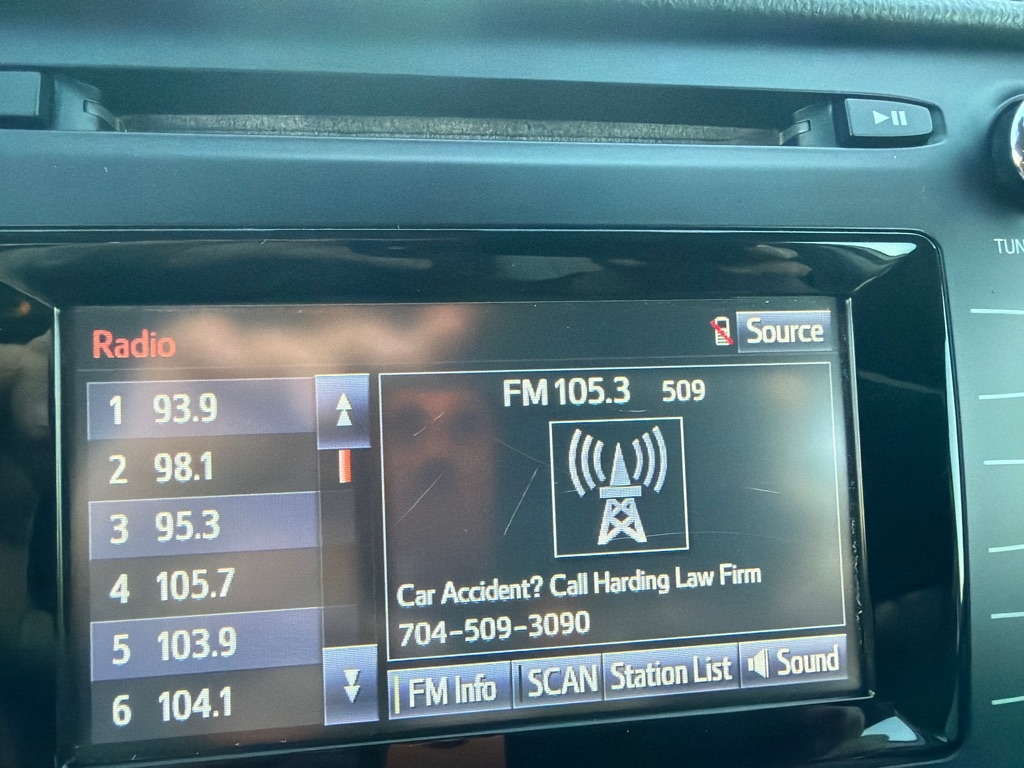 TUN
Radio
Source
1 93.9
2 98.1
3 95.3
4 105.7
5 103.9
6 104.1
FM 105.3 509
Car Accident? Call Harding Law Firm
704-509-3090
FM Info SCAN Station List Sound